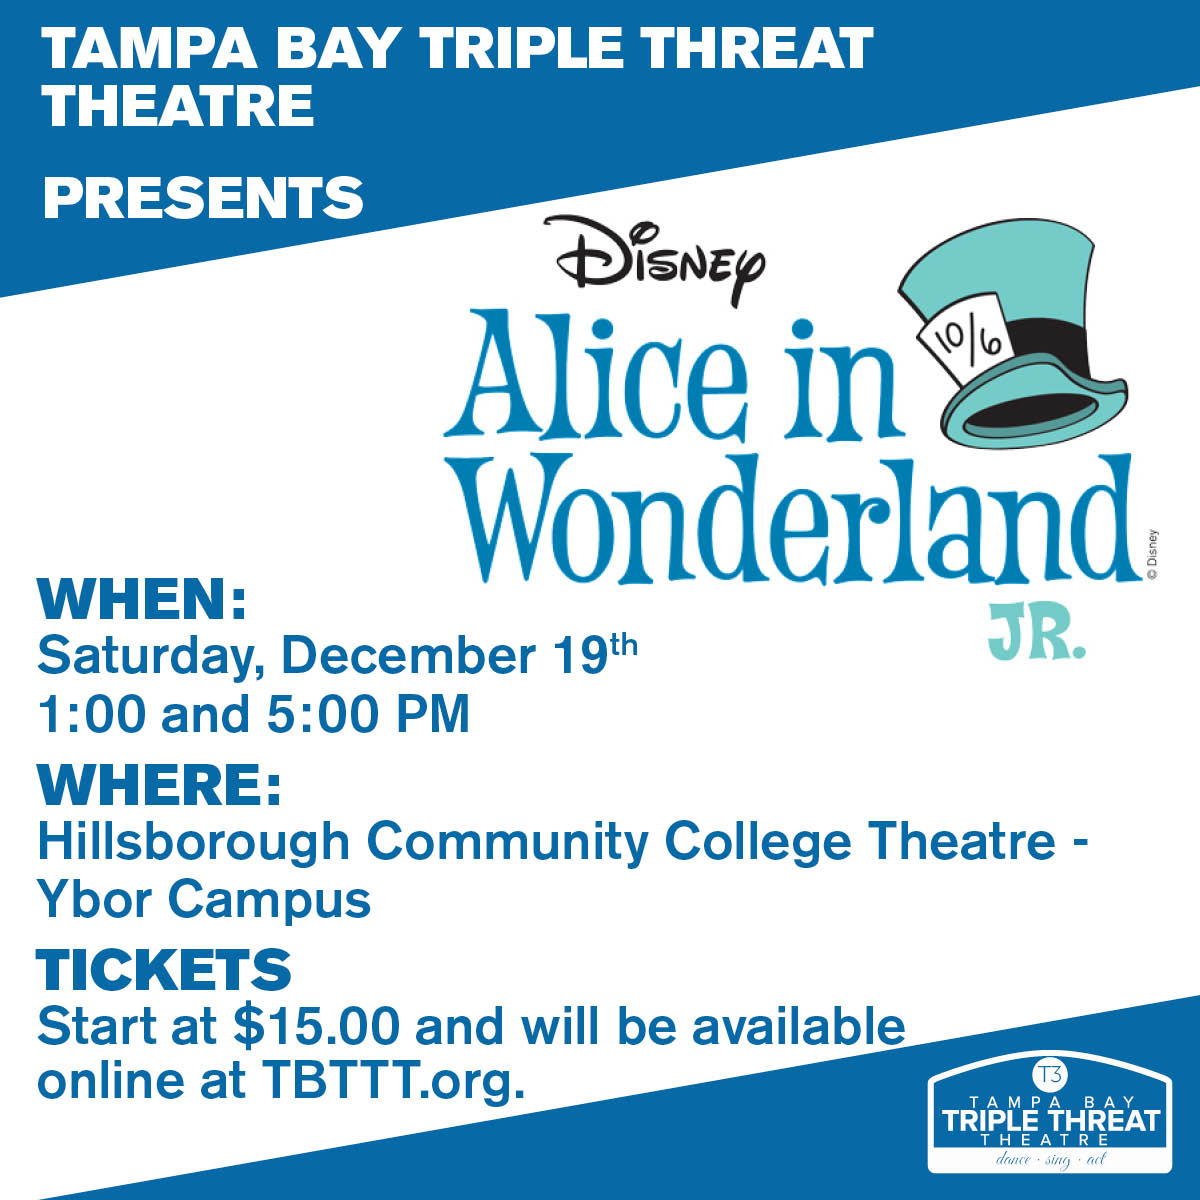 TAMPA BAY TRIPLE THREAT
THEATRE
PRESENTS
Disney
Alice in
10/6
Wonderland
© Disney
JR.
WHEN:
Saturday, December 19th
1:00 and 5:00 PM
WHERE:
Hillsborough Community College Theatre -
Ybor Campus
TICKETS
Start at $15.00 and will be available
online at TBTTT.org.
T3
TAMPA BAY
TRIPLE THREAT
THEATRE
dance · sing · act